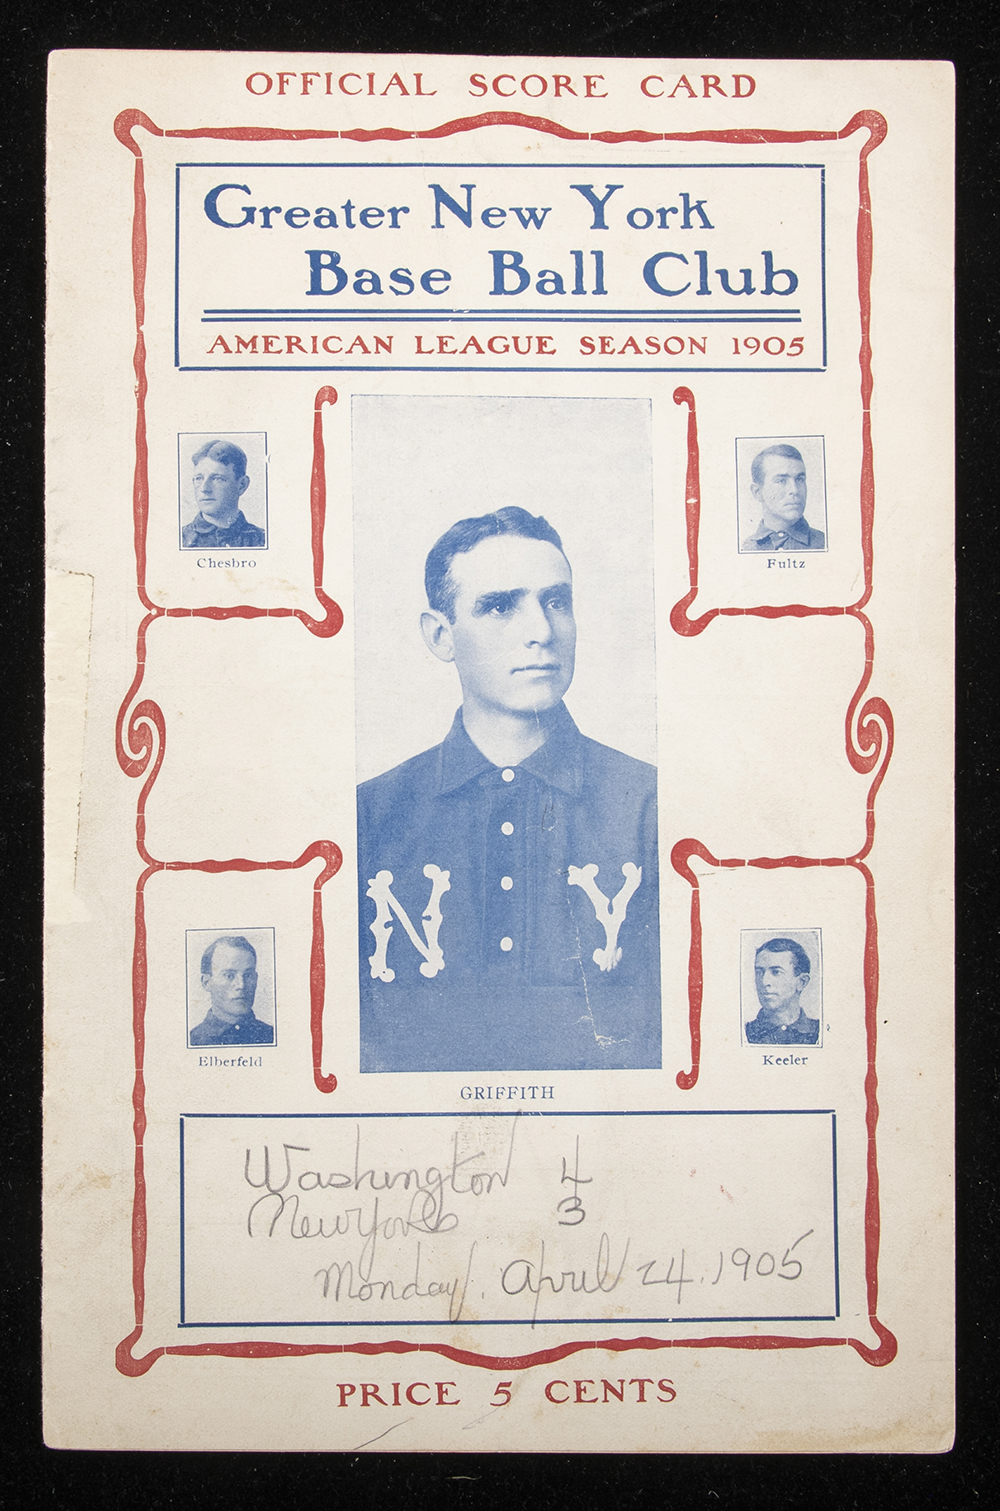 OFFICIAL SCORE CARD
Greater New York
Base Ball Club
AMERICAN LEAGUE SEASON 1905
Chesbro
Fultz
N Y
Elberfeld
Keeler
GRIFFITH
Washington 4
New York 3
Monday, April 24, 1905
PRICE 5 CENTS